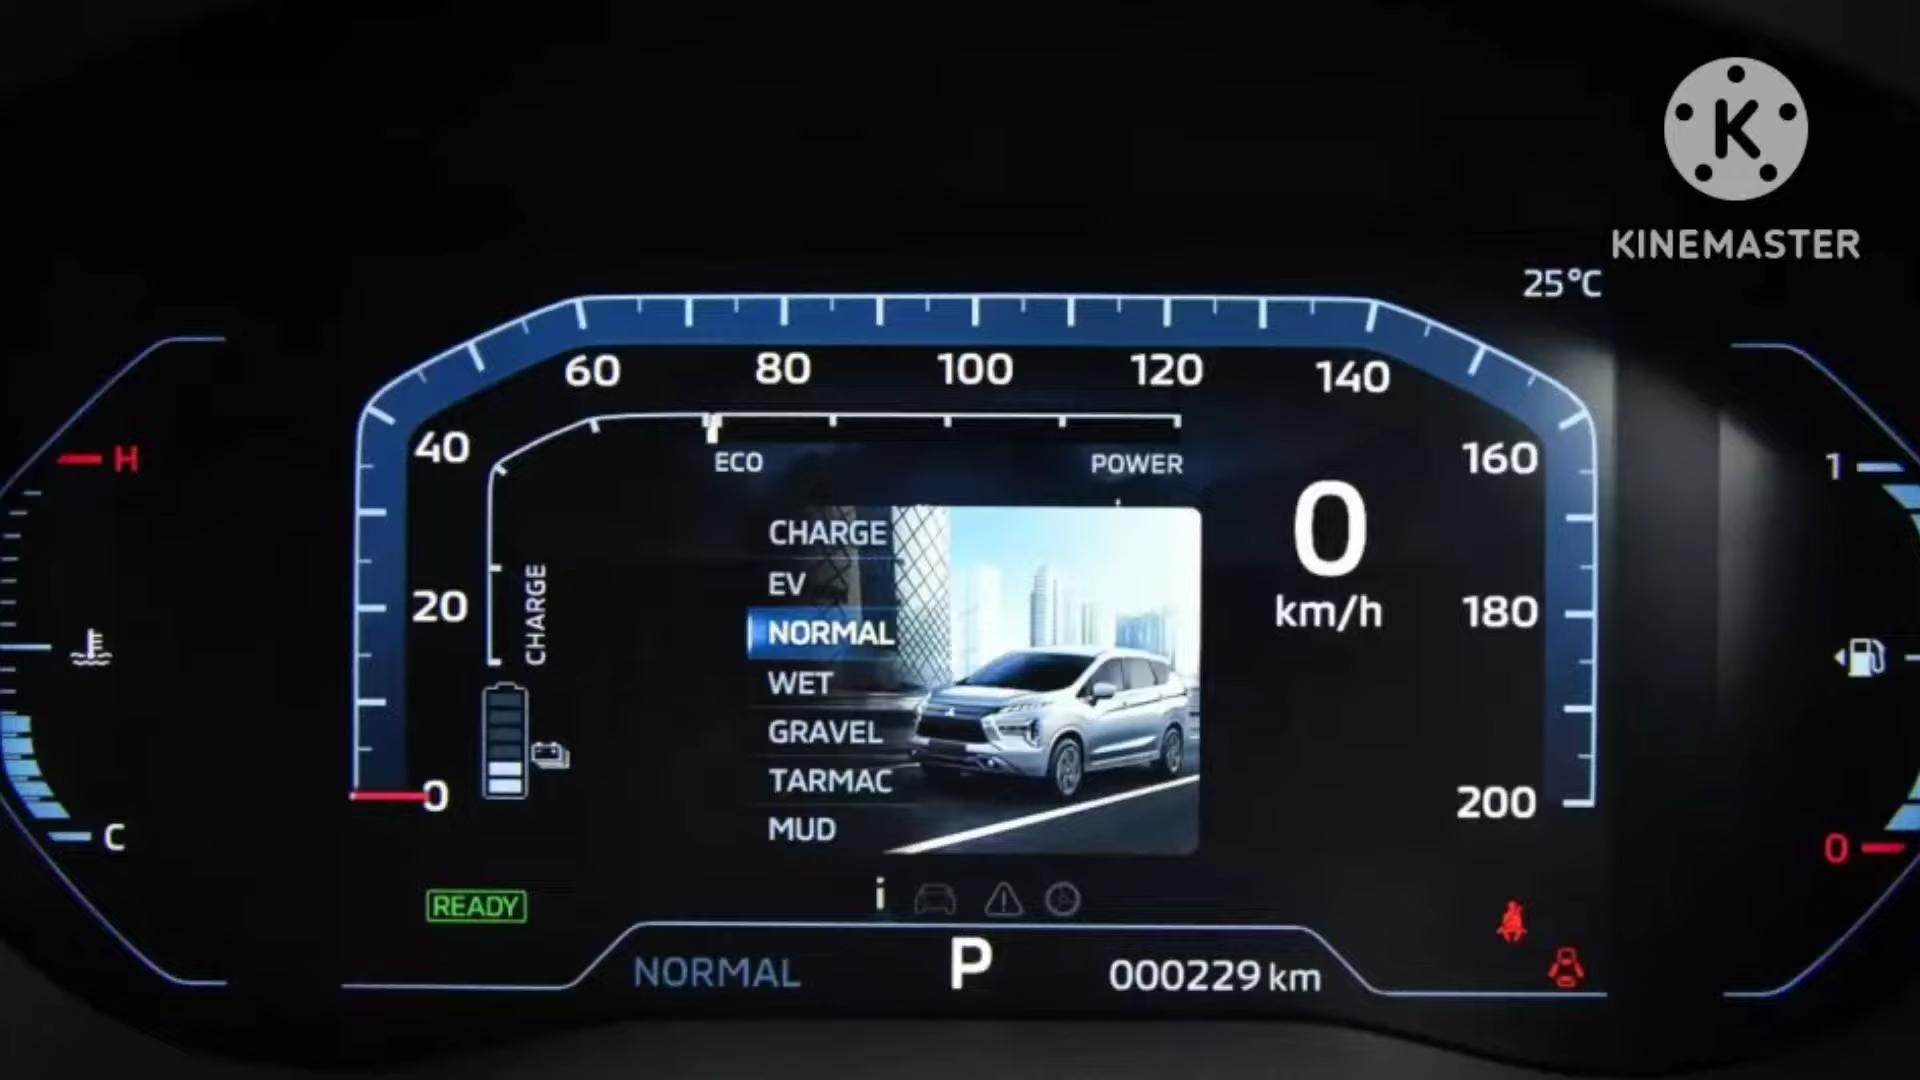 K
KINEMASTER
25°C
60 80 100 120 140
40 160
20 180
0 200
ECO POWER
CHARGE
0
km/h
CHARGE
EV
NORMAL
WET
GRAVEL
TARMAC
MUD
H
C
1
0
READY
i
NORMAL P 000229 km